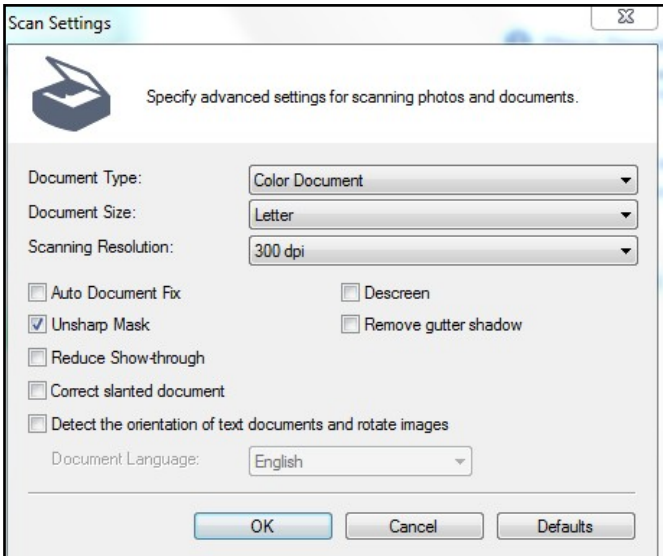 Scan Settings
Specify advanced settings for scanning photos and documents.
Document Type: Color Document
Document Size: Letter
Scanning Resolution: 300 dpi
Auto Document Fix Descreen
Unsharp Mask Remove gutter shadow
Reduce Show-through
Correct slanted document
Detect the orientation of text documents and rotate images
Document Language: English
OK Cancel Defaults